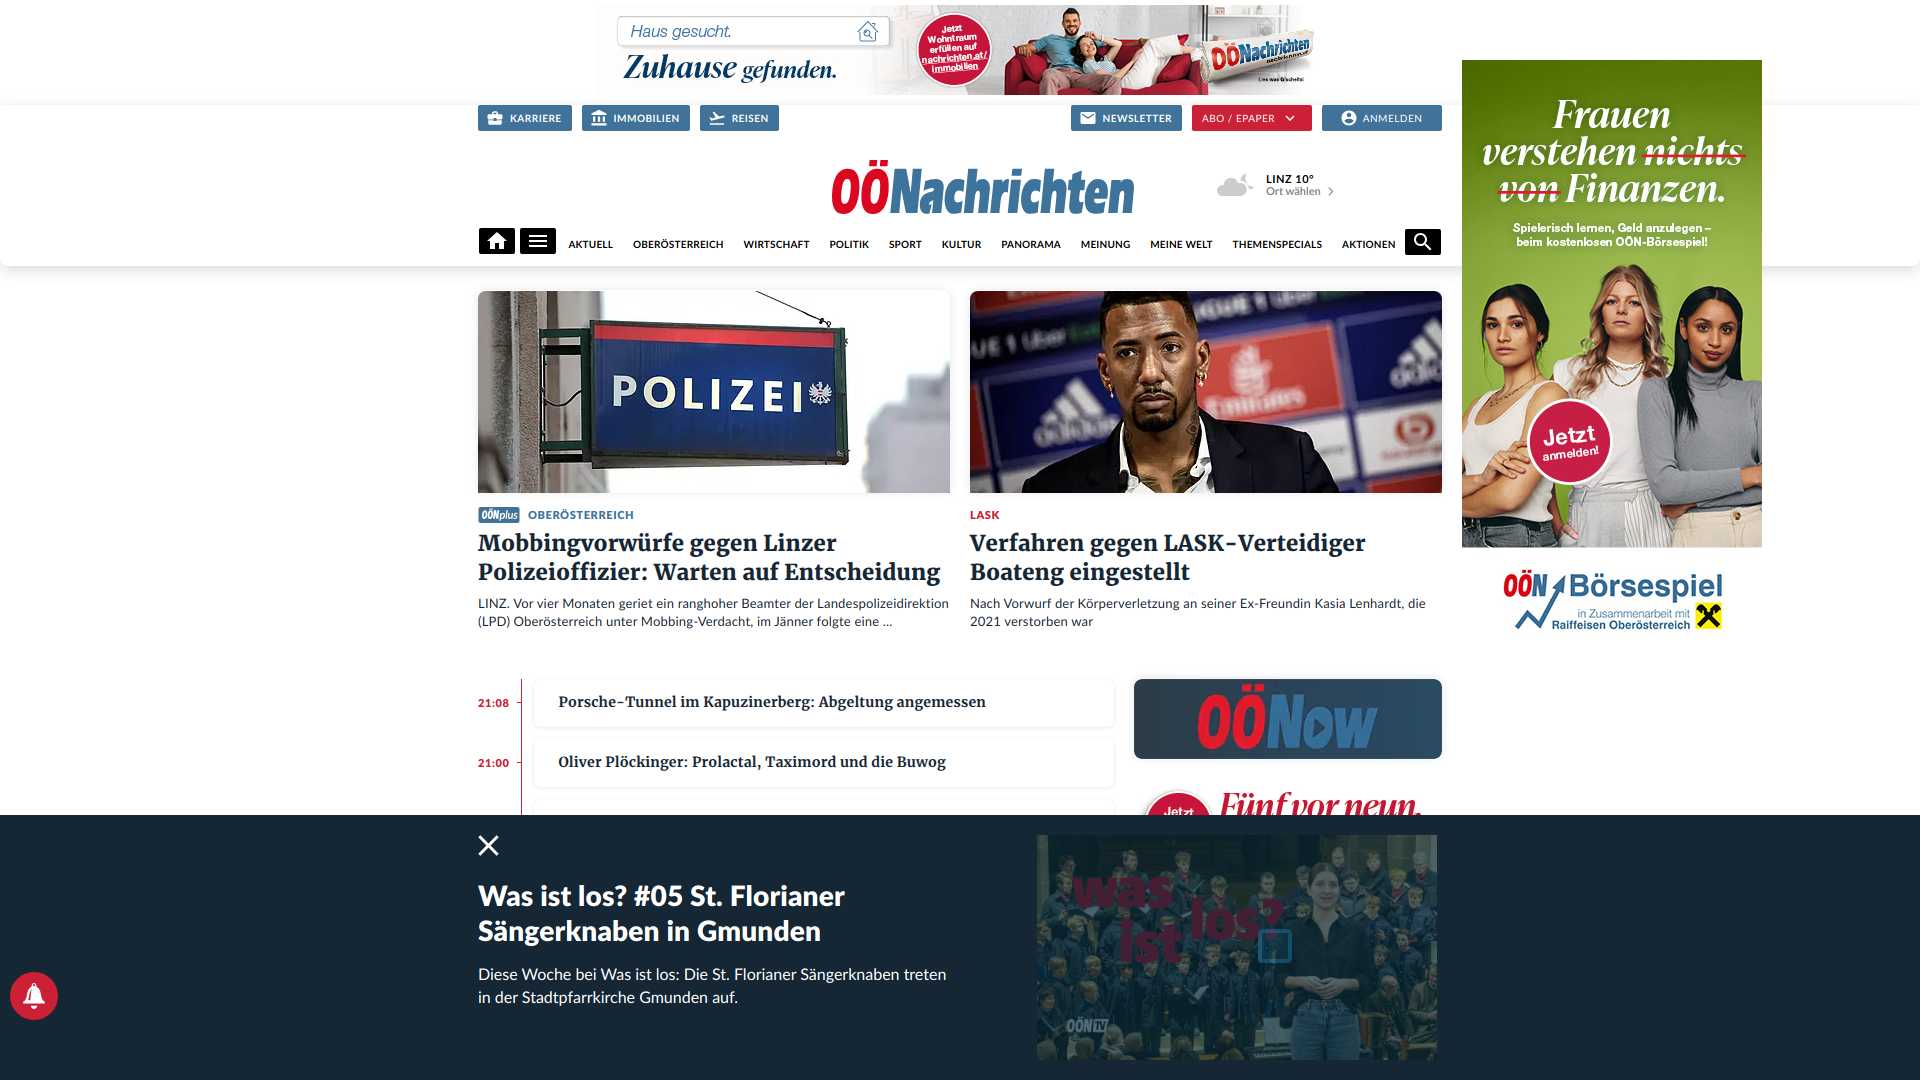 Haus gesucht.
Zuhause gefunden.
Jetzt
Wohntraum
erfüllen auf
nachrichten.at/
immobilien
OÖNachrichten
Lies was G'scheits!
KARRIERE
IMMOBILIEN
REISEN
NEWSLETTER
ABO / EPAPER
ANMELDEN
OÖNachrichten
LINZ 10°
Ort wählen
AKTUELL
OBERÖSTERREICH
WIRTSCHAFT
POLITIK
SPORT
KULTUR
PANORAMA
MEINUNG
MEINE WELT
THEMENSPECIALS
AKTIONEN
Frauen
verstehen nichts
von Finanzen.
Spielerisch lernen, Geld anzulegen –
beim kostenlosen OÖN-Börsespiel!
Jetzt
anmelden!
OÖN Börsespiel
in Zusammenarbeit mit
Raiffeisen Oberösterreich
POLIZEI
LIGUE 1 Uber
adidas
Emirates
OÖNplus OBERÖSTERREICH
Mobbingvorwürfe gegen Linzer
Polizeioffizier: Warten auf Entscheidung
LINZ. Vor vier Monaten geriet ein ranghoher Beamter der Landespolizeidirektion
(LPD) Oberösterreich unter Mobbing-Verdacht, im Jänner folgte eine ...
LASK
Verfahren gegen LASK-Verteidiger
Boateng eingestellt
Nach Vorwurf der Körperverletzung an seiner Ex-Freundin Kasia Lenhardt, die
2021 verstorben war
21:08 Porsche-Tunnel im Kapuzinerberg: Abgeltung angemessen
21:00 Oliver Plöckinger: Prolactal, Taximord und die Buwog
OÖNow
Jetzt
Fünf vor neun.
Was ist los? #05 St. Florianer
Sängerknaben in Gmunden
Diese Woche bei Was ist los: Die St. Florianer Sängerknaben treten
in der Stadtpfarrkirche Gmunden auf.
was
ist los?
OÖN TV